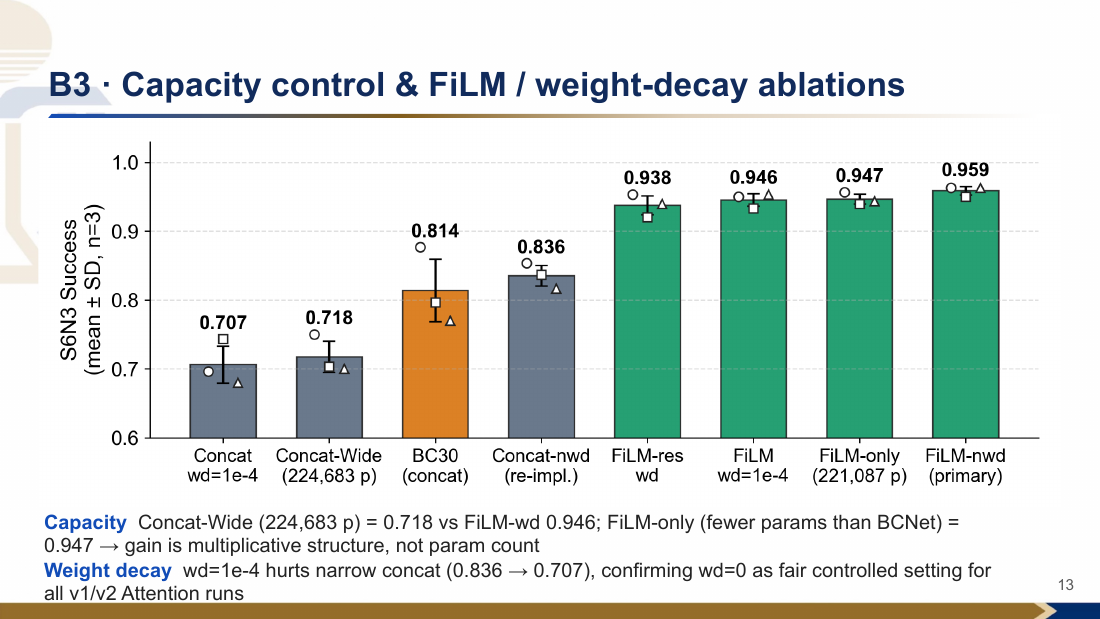 B3 · Capacity control & FiLM / weight-decay ablations
S6N3 Success
(mean ± SD, n=3)
1.0
0.9
0.8
0.7
0.6
0.707
0.718
0.814
0.836
0.938
0.946
0.947
0.959
Concat
wd=1e-4
Concat-Wide
(224,683 p)
BC30
(concat)
Concat-nwd
(re-impl.)
FiLM-res
wd
FiLM
wd=1e-4
FiLM-only
(221,087 p)
FiLM-nwd
(primary)
Capacity Concat-Wide (224,683 p) = 0.718 vs FiLM-wd 0.946; FiLM-only (fewer params than BCNet) =
0.947 → gain is multiplicative structure, not param count
Weight decay wd=1e-4 hurts narrow concat (0.836 → 0.707), confirming wd=0 as fair controlled setting for
all v1/v2 Attention runs
13